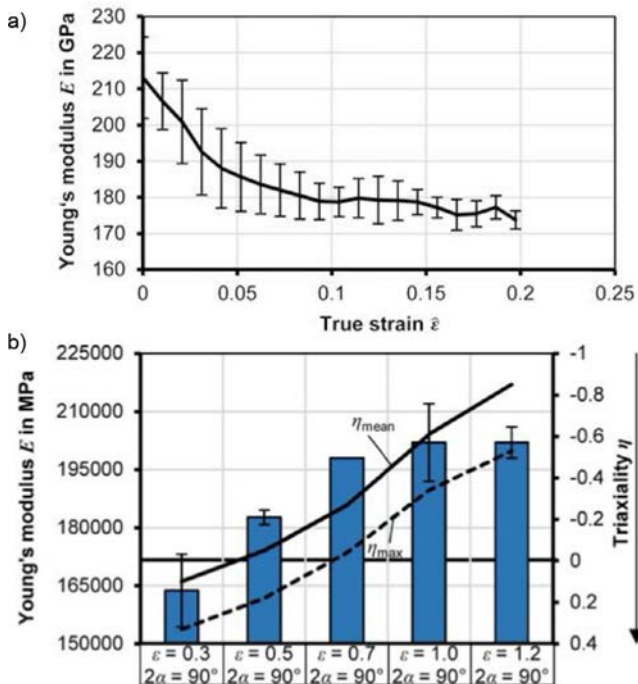 a)
Young's modulus E in GPa
230
220
210
200
190
180
170
160
0
0.05
0.1
0.15
0.2
0.25
True strain ε̂
b)
Young's modulus E in MPa
225000
210000
195000
180000
165000
150000
ηmean
ηmax
-1
-0.8
-0.6
-0.4
-0.2
0
0.2
0.4
Triaxiality η
ε = 0.3 ε = 0.5 ε = 0.7 ε = 1.0 ε = 1.2
2α = 90° 2α = 90° 2α = 90° 2α = 90° 2α = 90°